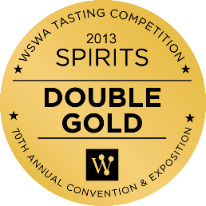 WSWA TASTING COMPETITION
2013
SPIRITS
DOUBLE
GOLD
W
70TH ANNUAL CONVENTION & EXPOSITION